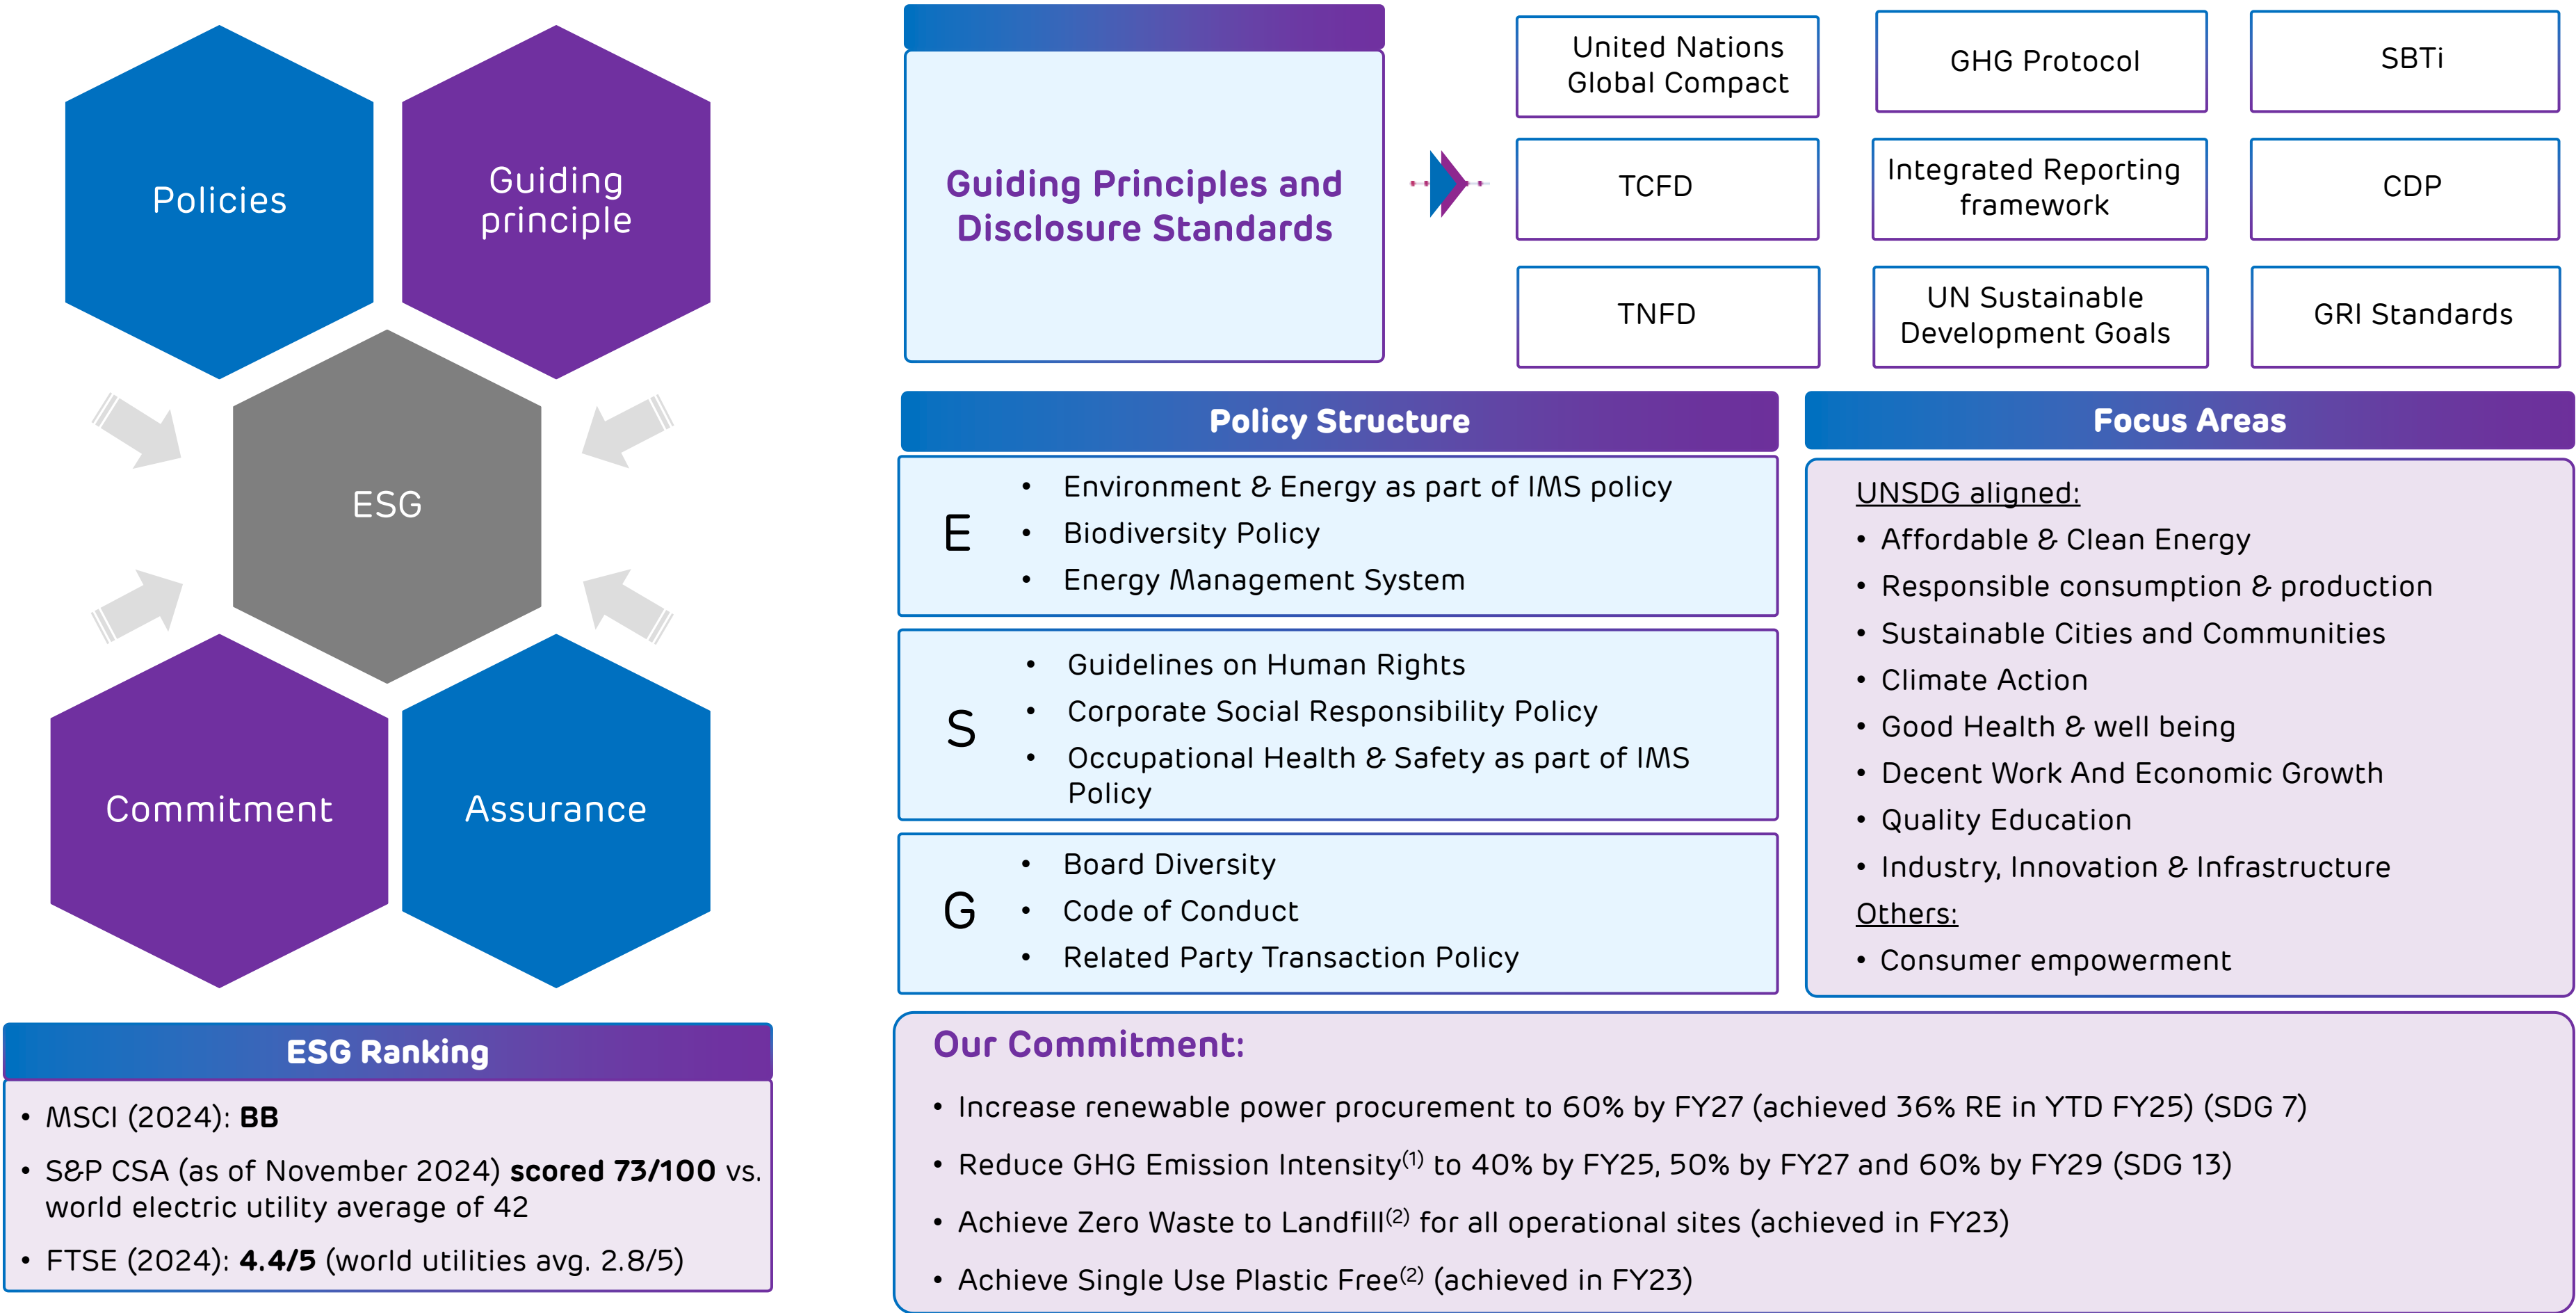 Policies
Guiding
principle
ESG
Commitment
Assurance
ESG Ranking
• MSCI (2024): BB
• S&P CSA (as of November 2024) scored 73/100 vs.
world electric utility average of 42
• FTSE (2024): 4.4/5 (world utilities avg. 2.8/5)
Guiding Principles and
Disclosure Standards
United Nations
Global Compact
GHG Protocol
SBTi
TCFD
Integrated Reporting
framework
CDP
TNFD
UN Sustainable
Development Goals
GRI Standards
Policy Structure
E
• Environment & Energy as part of IMS policy
• Biodiversity Policy
• Energy Management System
S
• Guidelines on Human Rights
• Corporate Social Responsibility Policy
• Occupational Health & Safety as part of IMS
Policy
G
• Board Diversity
• Code of Conduct
• Related Party Transaction Policy
Focus Areas
UNSDG aligned:
• Affordable & Clean Energy
• Responsible consumption & production
• Sustainable Cities and Communities
• Climate Action
• Good Health & well being
• Decent Work And Economic Growth
• Quality Education
• Industry, Innovation & Infrastructure
Others:
• Consumer empowerment
Our Commitment:
• Increase renewable power procurement to 60% by FY27 (achieved 36% RE in YTD FY25) (SDG 7)
• Reduce GHG Emission Intensity(1) to 40% by FY25, 50% by FY27 and 60% by FY29 (SDG 13)
• Achieve Zero Waste to Landfill(2) for all operational sites (achieved in FY23)
• Achieve Single Use Plastic Free(2) (achieved in FY23)